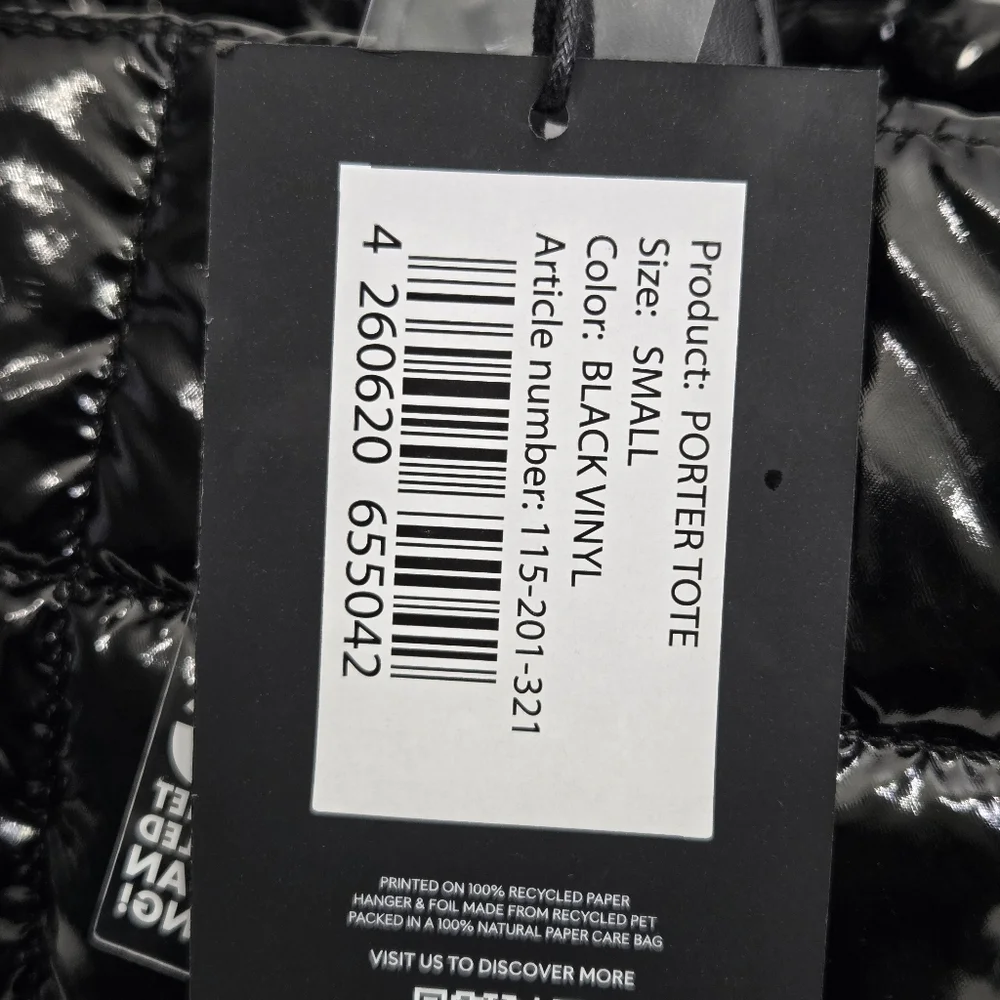 Product: PORTER TOTE
Size: SMALL
Color: BLACK VINYL
Article number: 115-201-321
4 260620 655042
PRINTED ON 100% RECYCLED PAPER
HANGER & FOIL MADE FROM RECYCLED PET
PACKED IN A 100% NATURAL PAPER CARE BAG
VISIT US TO DISCOVER MORE